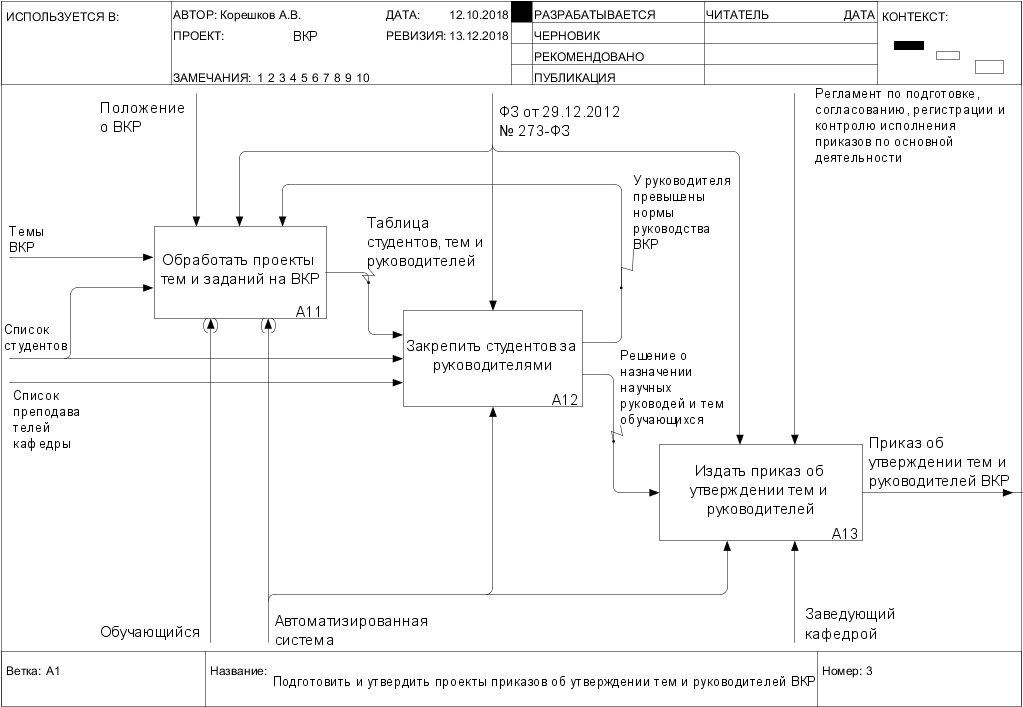 ИСПОЛЬЗУЕТСЯ В:
АВТОР: Корешков А.В.
ДАТА: 12.10.2018
ПРОЕКТ: ВКР
РЕВИЗИЯ: 13.12.2018
ЗАМЕЧАНИЯ: 1 2 3 4 5 6 7 8 9 10
РАЗРАБАТЫВАЕТСЯ
ЧЕРНОВИК
РЕКОМЕНДОВАНО
ПУБЛИКАЦИЯ
ЧИТАТЕЛЬ
ДАТА
КОНТЕКСТ:
Положение
о ВКР
ФЗ от 29.12.2012
№ 273-ФЗ
Регламент по подготовке,
согласованию, регистрации и
контролю исполнения
приказов по основной
деятельности
У руководителя
превышены
нормы
руководства
ВКР
Темы
ВКР
Таблица
студентов, тем и
руководителей
Обработать проекты
тем и заданий на ВКР
А11
Список
студентов
Закрепить студентов за
руководителями
А12
Список
преподава
телей
кафедры
Решение о
назначении
научных
руководей и тем
обучающихся
Издать приказ об
утверждении тем и
руководителей
А13
Приказ об
утверждении тем и
руководителей ВКР
Обучающийся
Автоматизированная
система
Заведующий
кафедрой
Ветка: А1
Название:
Подготовить и утвердить проекты приказов об утверждении тем и руководителей ВКР
Номер: 3